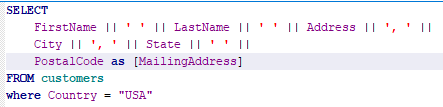 SELECT
FirstName || ' ' || LastName || ' ' || Address || ', ' ||
City || ', ' || State || ' ' ||
PostalCode as [MailingAddress]
FROM customers
where Country = "USA"